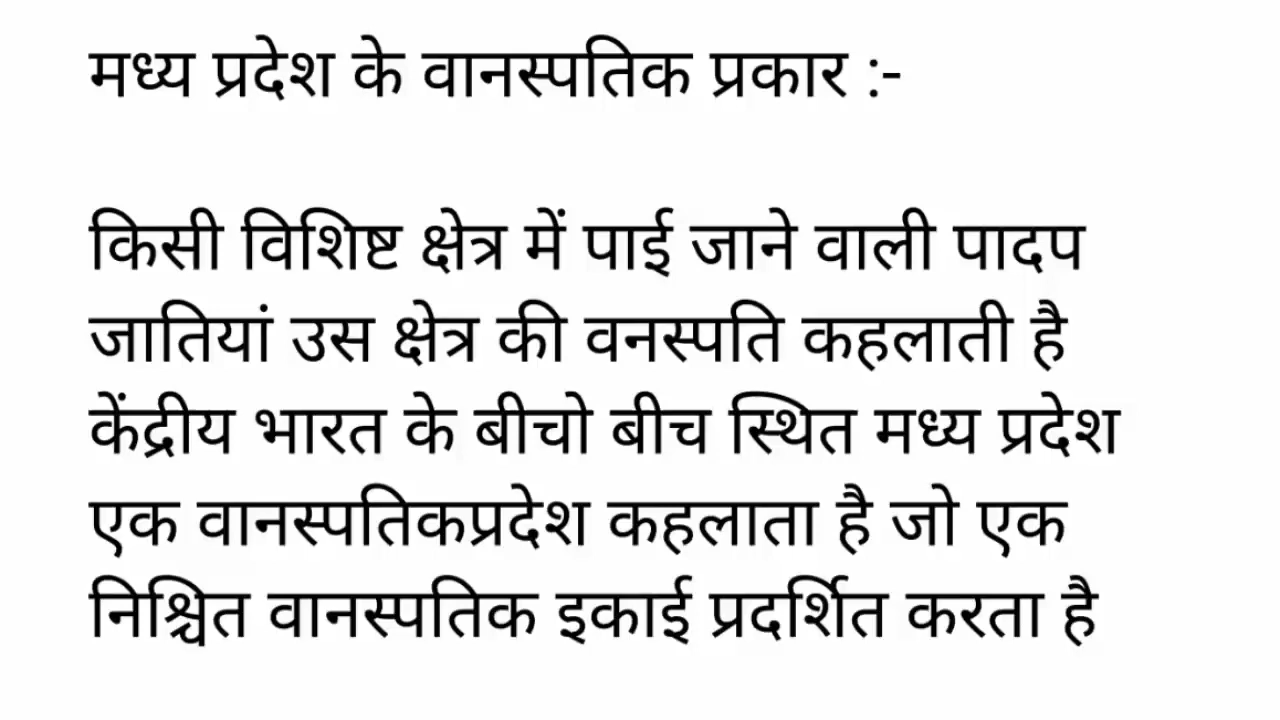 मध्य प्रदेश के वानस्पतिक प्रकार :-
किसी विशिष्ट क्षेत्र में पाई जाने वाली पादप
जातियां उस क्षेत्र की वनस्पति कहलाती है
केंद्रीय भारत के बीचो बीच स्थित मध्य प्रदेश
एक वानस्पतिकप्रदेश कहलाता है जो एक
निश्चित वानस्पतिक इकाई प्रदर्शित करता है